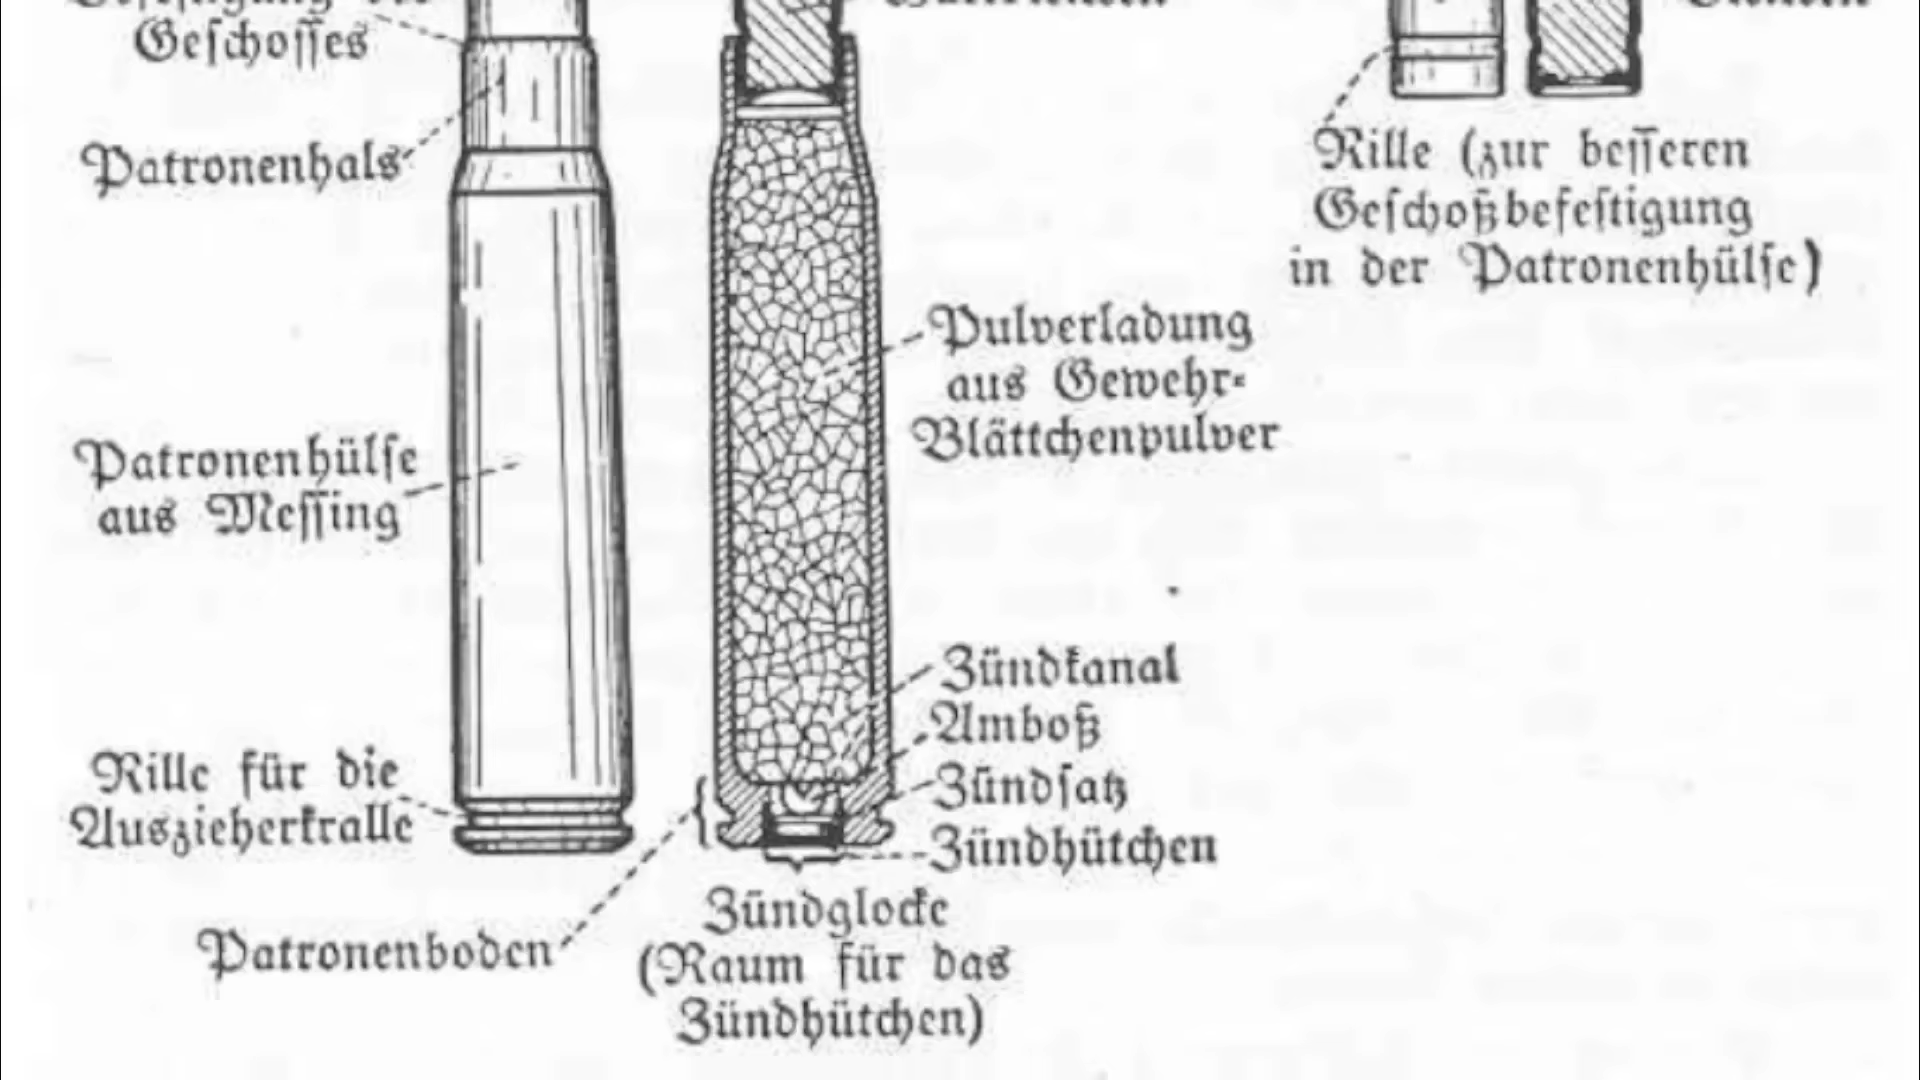 Geschosses
Patronenhals
Patronenhülse
aus Messing
Rille für die
Auszieherkralle
Patronenboden
Rille (zur besseren
Geschoßbefestigung
in der Patronenhülse)
Pulverladung
aus Gewehr-
Blättchenpulver
Zündkanal
Amboß
Zündsatz
Zündhütchen
Zündglocke
(Raum für das
Zündhütchen)